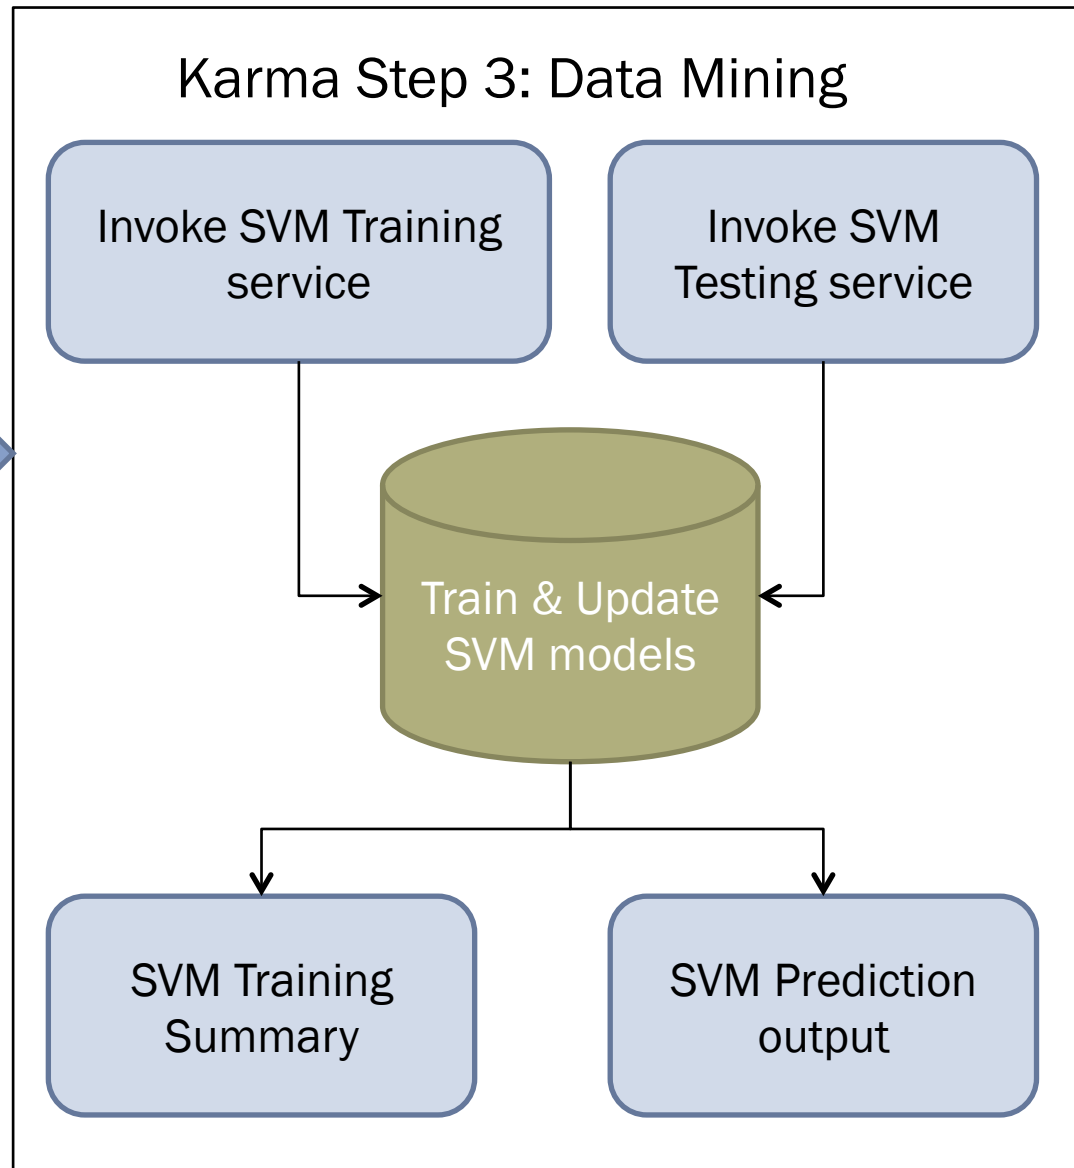 Karma Step 3: Data Mining
Invoke SVM Training
service
Invoke SVM
Testing service
Train & Update
SVM models
SVM Training
Summary
SVM Prediction
output